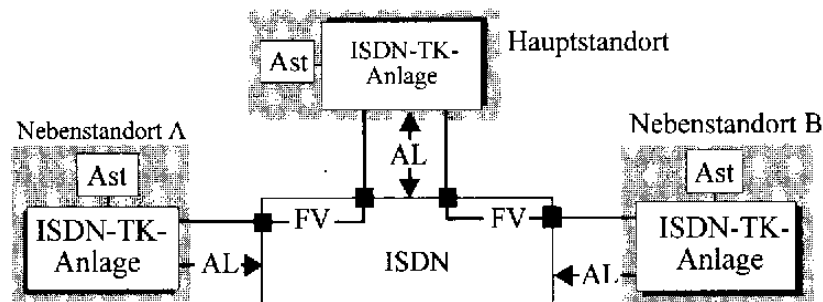 Hauptstandort
Ast
ISDN-TK-
Anlage
AL
Nebenstandort A
Ast
ISDN-TK-
Anlage
AL
FV
ISDN
FV
Nebenstandort B
Ast
ISDN-TK-
Anlage
AL